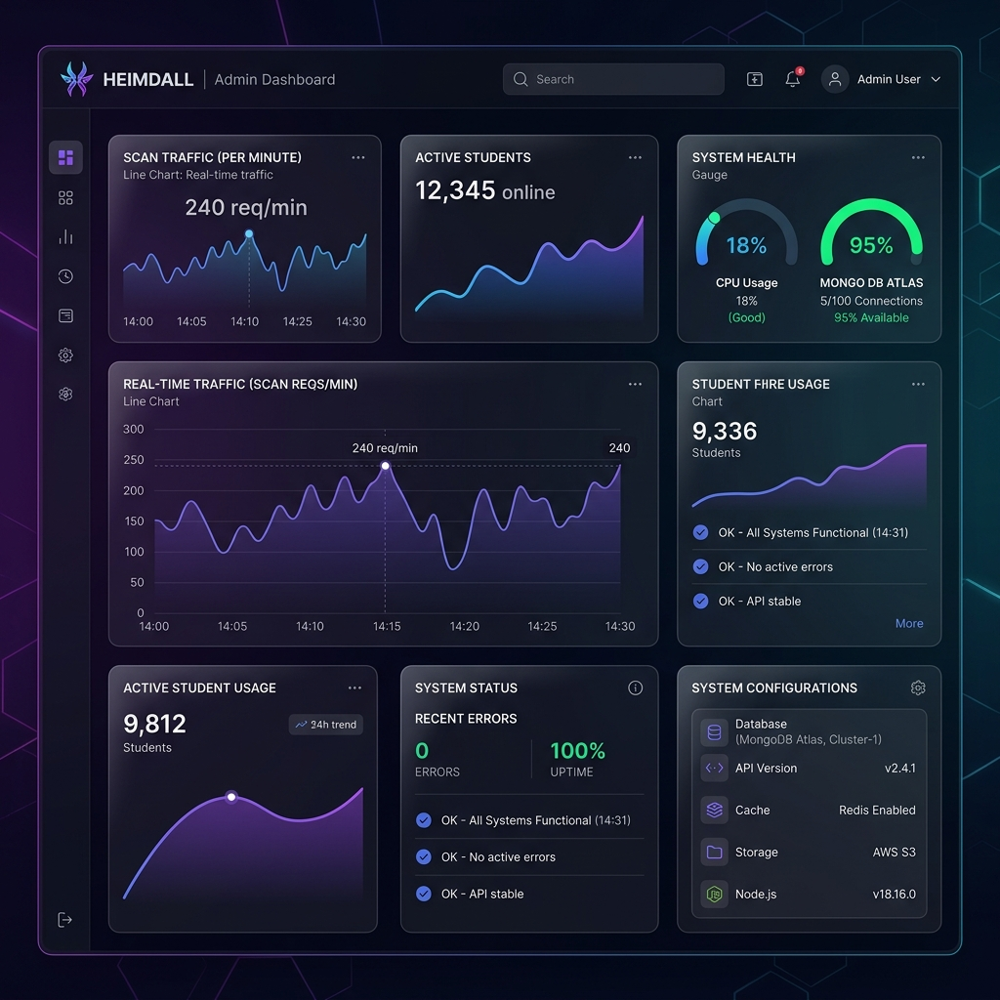 HEIMDALL | Admin Dashboard
Search
Admin User
SCAN TRAFFIC (PER MINUTE)
Line Chart: Real-time traffic
240 req/min
14:00 14:05 14:10 14:25 14:30
ACTIVE STUDENTS
12,345 online
SYSTEM HEALTH
Gauge
18% 95%
CPU Usage
18%
(Good)
MONGO DB ATLAS
5/100 Connections
95% Available
REAL-TIME TRAFFIC (SCAN REQS/MIN)
Line Chart
300
250
200
150
100
50
0
240 req/min 240
14:00 14:05 14:10 14:15 14:20 14:25 14:30
STUDENT FHRE USAGE
Chart
9,336
Students
OK - All Systems Functional (14:31)
OK - No active errors
OK - API stable
More
ACTIVE STUDENT USAGE
9,812
Students
24h trend
SYSTEM STATUS
RECENT ERRORS
0 100%
ERRORS UPTIME
OK - All Systems Functional (14:31)
OK - No active errors
OK - API stable
SYSTEM CONFIGURATIONS
Database
(MongoDB Atlas, Cluster-1)
API Version v2.4.1
Cache Redis Enabled
Storage AWS S3
Node.js v18.16.0